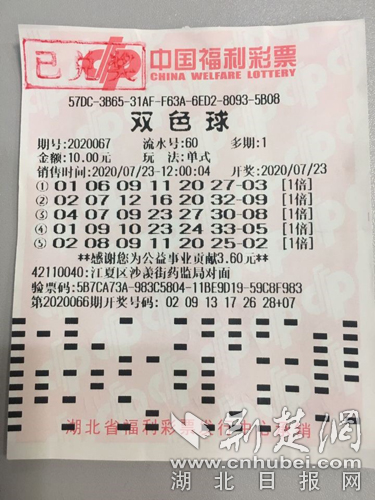 已兑奖
中国福利彩票
CHINA WELFARE LOTTERY
57DC-3B65-31AF-F63A-6ED2-8093-5B08
双色球
期号:2020067 流水号:60 多期:1
金额:10.00元 玩 法:单式
销售时间:2020/07/23-12:00:04 开奖:2020/07/23
① 01 06 09 11 20 27-03 [1倍]
② 02 07 12 16 20 32-09 [1倍]
③ 04 07 09 23 27 30-08 [1倍]
④ 01 09 10 23 24 33-05 [1倍]
⑤ 02 08 09 11 20 25-02 [1倍]
**感谢您为公益事业贡献3.60元**
42110040:江夏区沙羡街药监局对面
验票码:5B7CA73A-983C5804-11BE9D19-59C8F983
第2020066期开奖号码:02 09 13 17 26 28+07
湖北省福利彩票发行中心承销
荆楚网
www.cnhubei.com
湖北日报网